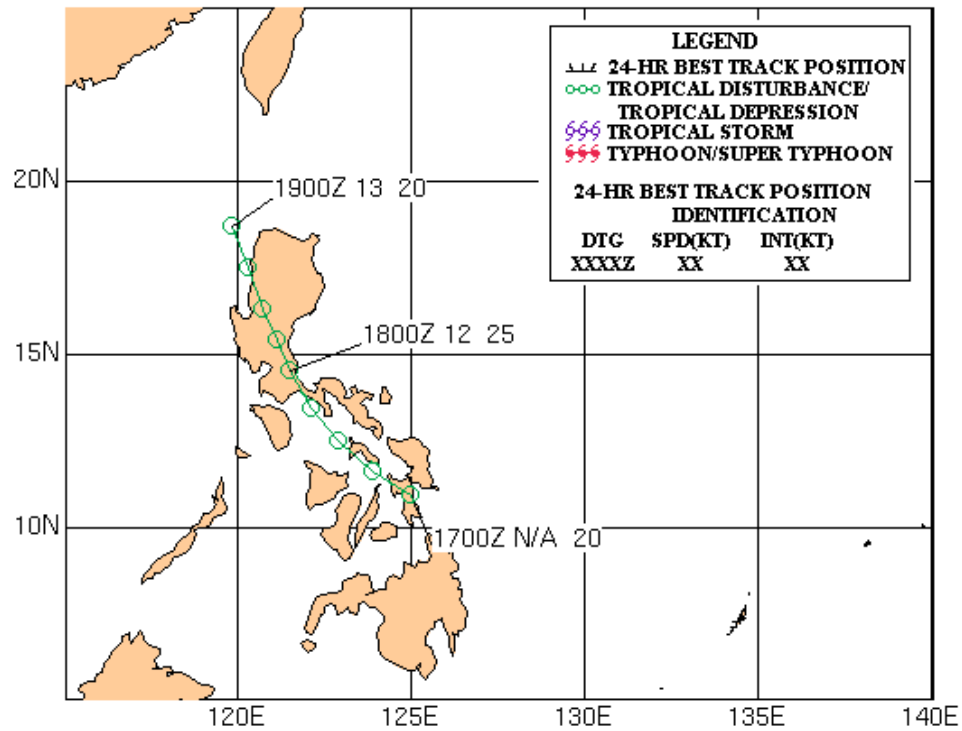 LEGEND
24-HR BEST TRACK POSITION
TROPICAL DISTURBANCE/
TROPICAL DEPRESSION
TROPICAL STORM
TYPHOON/SUPER TYPHOON
24-HR BEST TRACK POSITION
IDENTIFICATION
DTG SPD(KT) INT(KT)
XXXXZ XX XX
20N
1900Z 13 20
1800Z 12 25
15N
10N
1700Z N/A 20
120E 125E 130E 135E 140E